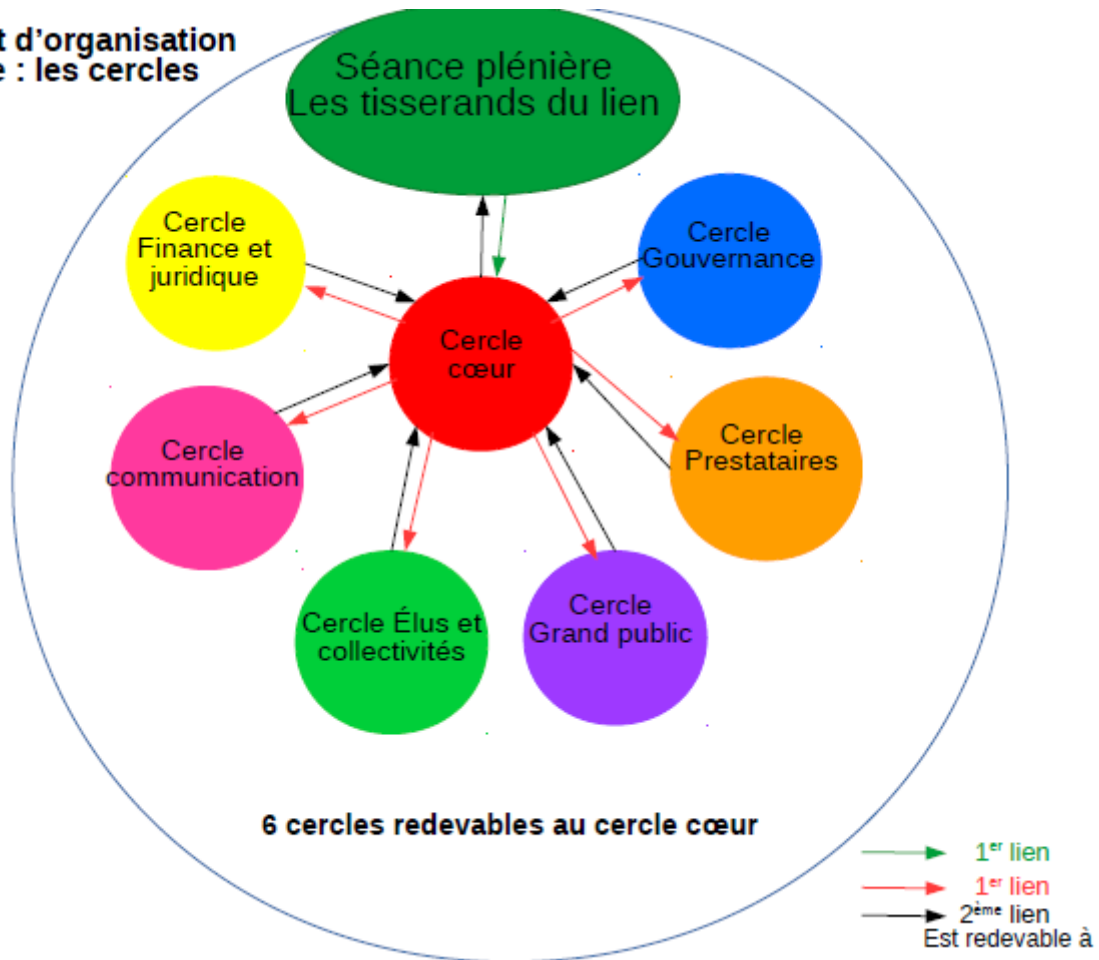 d'organisation
: les cercles
Séance plénière
Les tisserands du lien
Cercle
Finance et
juridique
Cercle
Gouvernance
Cercle
cœur
Cercle
communication
Cercle
Prestataires
Cercle Élus et
collectivités
Cercle
Grand public
6 cercles redevables au cercle cœur
1er lien
1er lien
2ème lien
Est redevable à